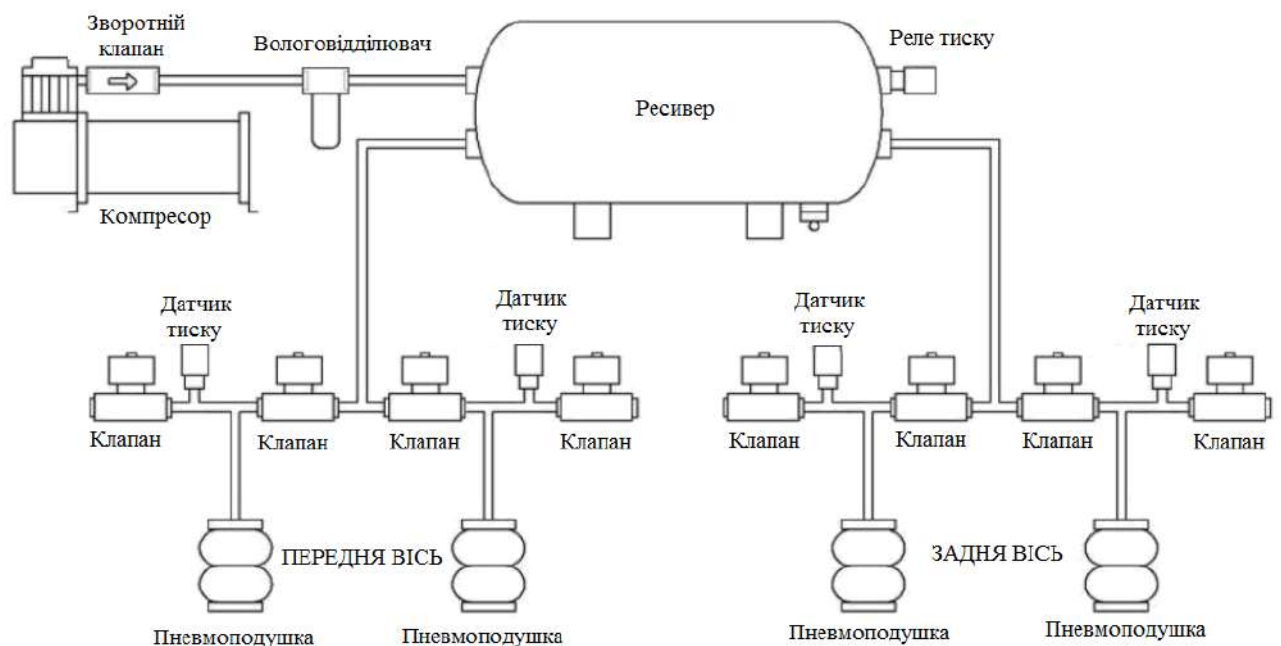 Зворотній
клапан
Вологовідділювач
Реле тиску
Ресивер
Компресор
Датчик
тиску
Датчик
тиску
Датчик
тиску
Датчик
тиску
Клапан
Клапан
Клапан
Клапан
Клапан
Клапан
Клапан
Клапан
ПЕРЕДНЯ ВІСЬ
ЗАДНЯ ВІСЬ
Пневмоподушка
Пневмоподушка
Пневмоподушка
Пневмоподушка